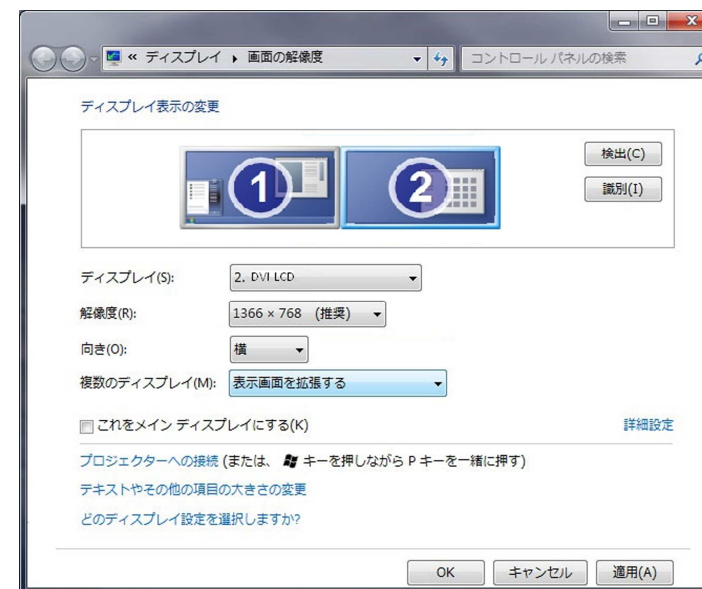 « ディスプレイ ▸ 画面の解像度
コントロール パネルの検索
ディスプレイ表示の変更
1
2
検出(C)
識別(I)
ディスプレイ(S): 2. DVI-LCD
解像度(R): 1366 × 768 (推奨)
向き(O): 横
複数のディスプレイ(M): 表示画面を拡張する
これをメイン ディスプレイにする(K) 詳細設定
プロジェクターへの接続 (または、 キーを押しながら P キーを一緒に押す)
テキストやその他の項目の大きさの変更
どのディスプレイ設定を選択しますか?
OK キャンセル 適用(A)